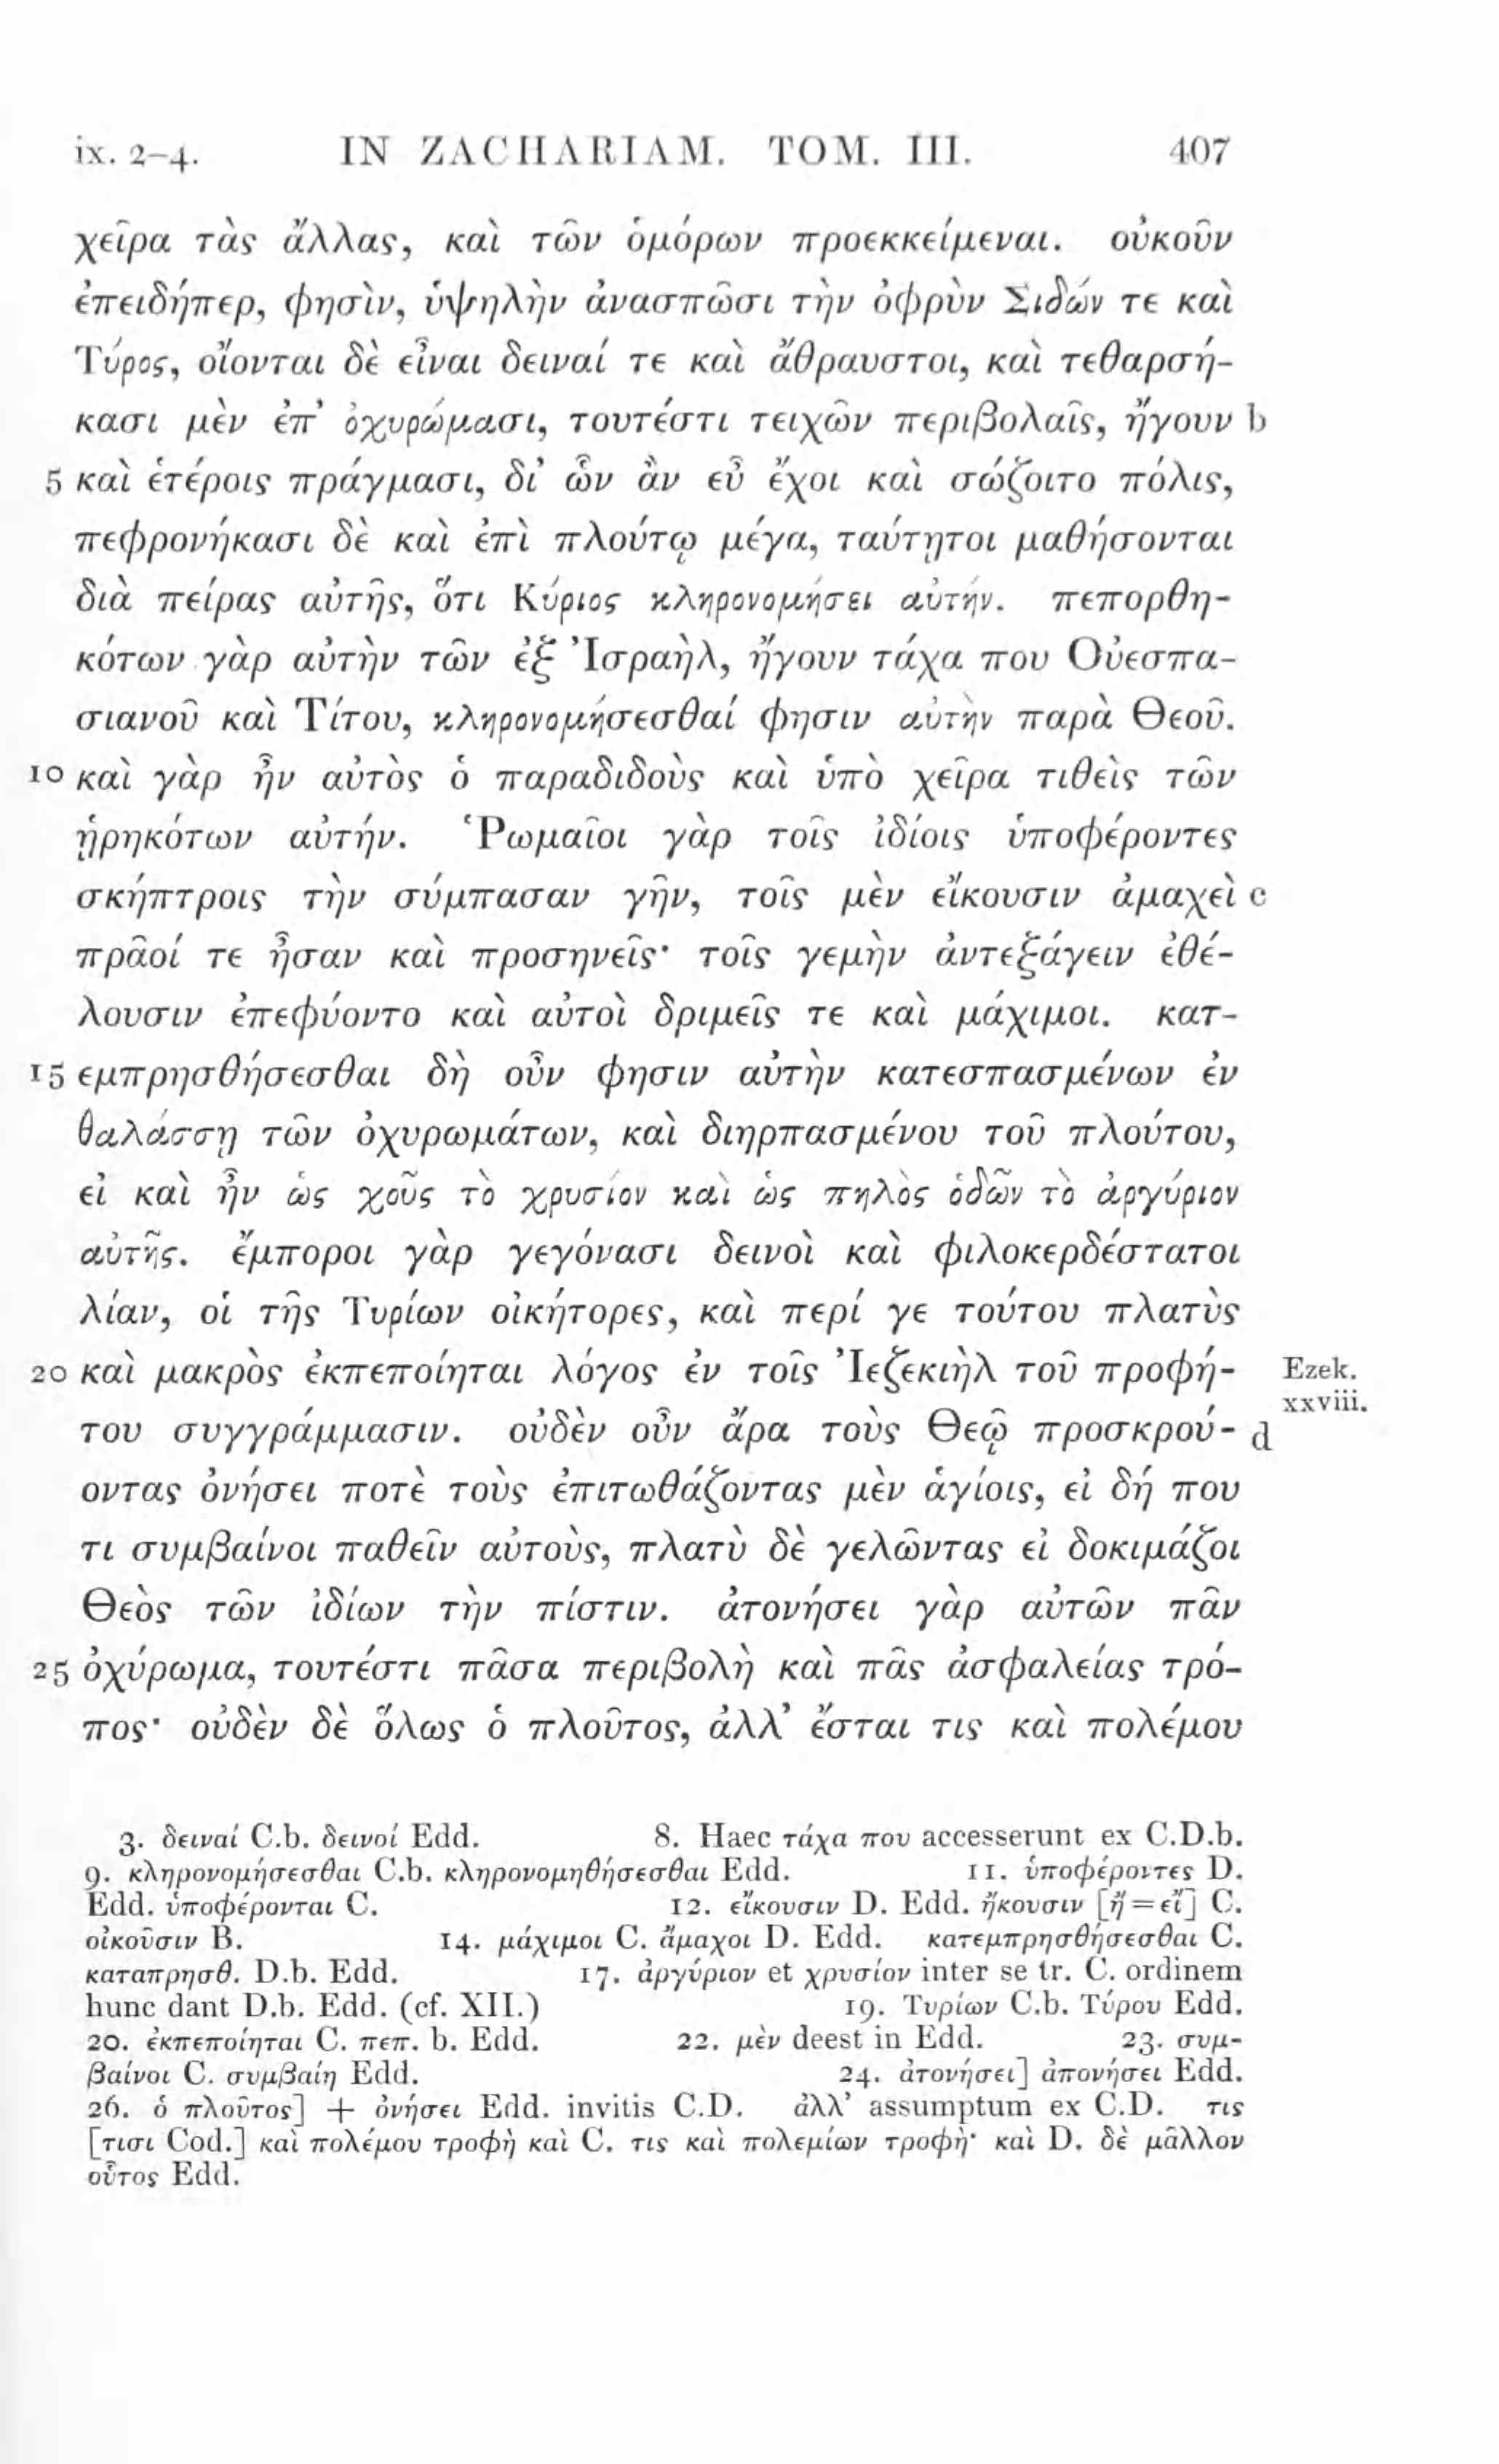 ix. 2–4. IN ZACHARIAM. TOM. III. 407
χεῖρα τὰς ἄλλας, καὶ τῶν ὁμόρων προεκκείμεναι. οὐκοῦν
ἐπειδήπερ, φησὶν, ὑψηλὴν ἀνασπῶσι τὴν ὀφρὺν Σιδών τε καὶ
Τύρος, οἴονται δὲ εἶναι δειναί τε καὶ ἄθραυστοι, καὶ τεθαρσή-
κασι μὲν ἐπ’ ὀχυρώμασι, τουτέστι τειχῶν περιβολαῖς, ἤγουν b
5 καὶ ἑτέροις πράγμασι, δι’ ὧν ἂν εὖ ἔχοι καὶ σώζοιτο πόλις,
πεφρονήκασι δὲ καὶ ἐπὶ πλούτῳ μέγα, ταύτῃτοι μαθήσονται
διὰ πείρας αὐτῆς, ὅτι Κύριος κληρονομήσει αὐτήν. πεπορθη-
κότων γὰρ αὐτὴν τῶν ἐξ Ἰσραὴλ, ἤγουν τάχα που Οὐεσπα-
σιανοῦ καὶ Τίτου, κληρονομήσεσθαί φησιν αὐτὴν παρὰ Θεοῦ.
10 καὶ γὰρ ἦν αὐτὸς ὁ παραδιδοὺς καὶ ὑπὸ χεῖρα τιθεὶς τῶν
ᾑρηκότων αὐτήν. Ῥωμαῖοι γὰρ τοῖς ἰδίοις ὑποφέροντες
σκήπτροις τὴν σύμπασαν γῆν, τοῖς μὲν εἴκουσιν ἀμαχεὶ c
πρᾶοί τε ἦσαν καὶ προσηνεῖς· τοῖς γεμὴν ἀντεξάγειν ἐθέ-
λουσιν ἐπεφύοντο καὶ αὐτοὶ δριμεῖς τε καὶ μάχιμοι. κατ-
15 εμπρησθήσεσθαι δὴ οὖν φησιν αὐτὴν κατεσπασμένων ἐν
θαλάσσῃ τῶν ὀχυρωμάτων, καὶ διηρπασμένου τοῦ πλούτου,
εἰ καὶ ἦν ὡς χοῦς τὸ χρυσίον καὶ ὡς πηλὸς ὁδῶν τὸ ἀργύριον
αὐτῆς. ἔμποροι γὰρ γεγόνασι δεινοὶ καὶ φιλοκερδέστατοι
λίαν, οἱ τῆς Τυρίων οἰκήτορες, καὶ περί γε τούτου πλατὺς
20 καὶ μακρὸς ἐκπεποίηται λόγος ἐν τοῖς Ἰεζεκιὴλ τοῦ προφή- Ezek.
xxviii.
του συγγράμμασιν. οὐδὲν οὖν ἄρα τοὺς Θεῷ προσκρού- d
οντας ὀνήσει ποτὲ τοὺς ἐπιτωθάζοντας μὲν ἁγίοις, εἰ δή που
τι συμβαίνοι παθεῖν αὐτοὺς, πλατὺ δὲ γελῶντας εἰ δοκιμάζοι
Θεὸς τῶν ἰδίων τὴν πίστιν. ἀτονήσει γὰρ αὐτῶν πᾶν
25 ὀχύρωμα, τουτέστι πᾶσα περιβολὴ καὶ πᾶς ἀσφαλείας τρό-
πος· οὐδὲν δὲ ὅλως ὁ πλοῦτος, ἀλλ’ ἔσται τις καὶ πολέμου
3. δειναί C.b. δεινοί Edd. 8. Haec τάχα που accesserunt ex C.D.b.
9. κληρονομήσεσθαι C.b. κληρονομηθήσεσθαι Edd. 11. ὑποφέροντες D.
Edd. ὑποφέρονται C. 12. εἴκουσιν D. Edd. ἤκουσιν [ἤ = εἴ] C.
οἰκοῦσιν B. 14. μάχιμοι C. ἄμαχοι D. Edd. κατεμπρησθήσεσθαι C.
καταπρησθ. D.b. Edd. 17. ἀργύριον et χρυσίον inter se tr. C. ordinem
hunc dant D.b. Edd. (cf. XII.) 19. Τυρίων C.b. Τύρου Edd.
20. ἐκπεποίηται C. πεπ. b. Edd. 22. μὲν deest in Edd. 23. συμ-
βαίνοι C. συμβαίη Edd. 24. ἀτονήσει] ἀπονήσει Edd.
26. ὁ πλοῦτος] + ὀνήσει Edd. invitis C.D. ἀλλ’ assumptum ex C.D. τις
[τισι Cod.] καὶ πολέμου τροφὴ καὶ C. τις καὶ πολεμίων τροφή· καὶ D. δὲ μᾶλλον
οὗτος Edd.